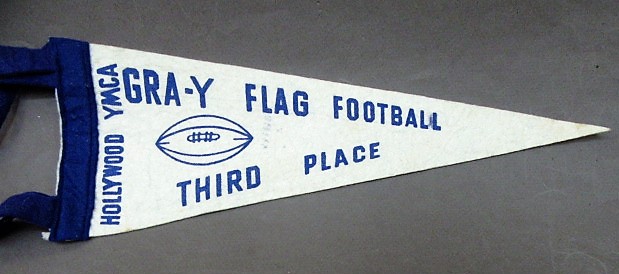 HOLLYWOOD YMCA
GRA-Y FLAG FOOTBALL
THIRD PLACE